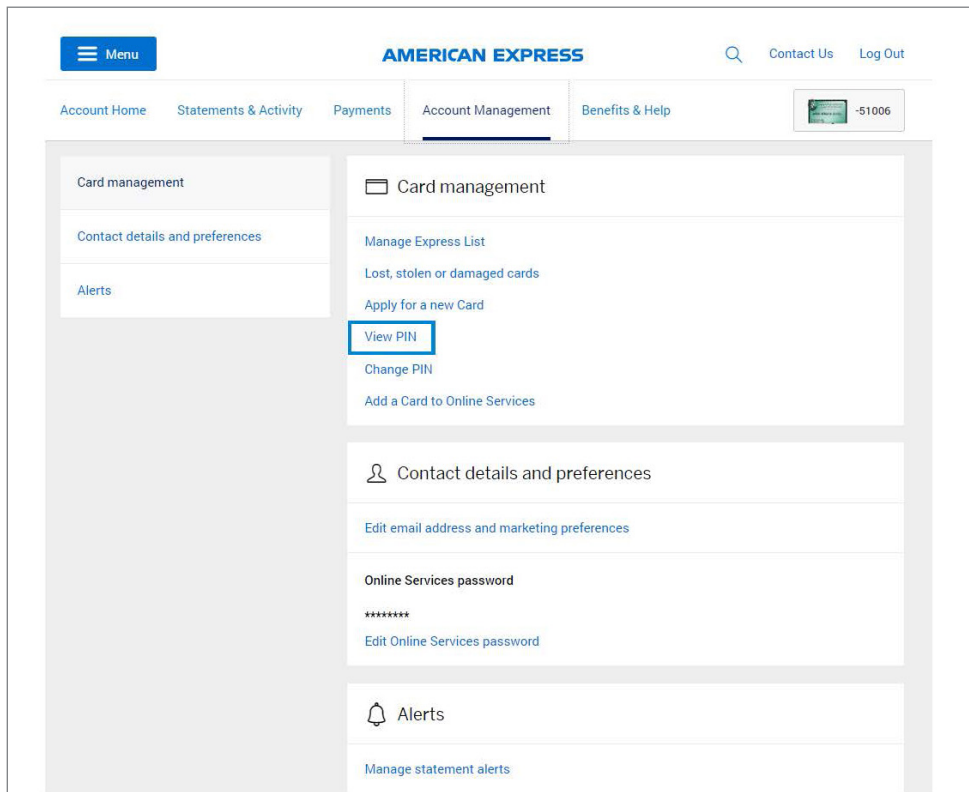 Menu
AMERICAN EXPRESS
Contact Us
Log Out
Account Home
Statements & Activity
Payments
Account Management
Benefits & Help
-51006
Card management
Contact details and preferences
Alerts
Card management
Manage Express List
Lost, stolen or damaged cards
Apply for a new Card
View PIN
Change PIN
Add a Card to Online Services
Contact details and preferences
Edit email address and marketing preferences
Online Services password
********
Edit Online Services password
Alerts
Manage statement alerts